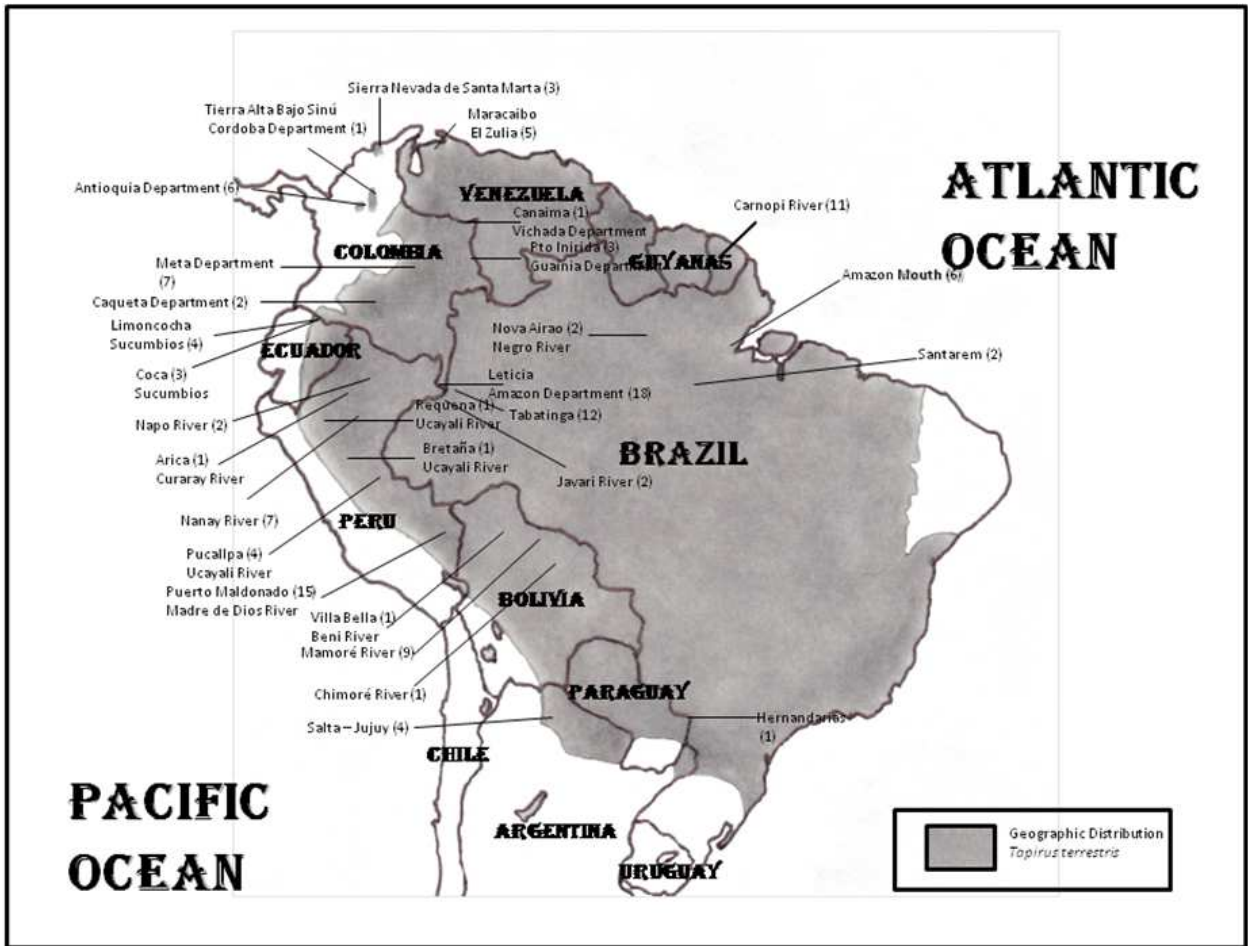 Sierra Nevada de Santa Marta (3)
Tierra Alta Bajo Sinú
Cordoba Department (1)
Maracaibo
El Zulia (5)
Antioquia Department (6)
VENEZUELA
ATLANTIC
OCEAN
Carnopi River (11)
Canaima (1)
Vichada Department
Pto Inirida (3)
Guainía Departm
GUYANAS
COLOMBIA
Meta Department
(7)
Amazon Mouth (6)
Caqueta Department (2)
Limoncocha
Sucumbios (4)
ECUADOR
Nova Airao (2)
Negro River
Santarem (2)
Coca (3)
Sucumbios
Leticia
Amazon Department (18)
Requena (1)
Ucayali River
Tabatinga (12)
Napo River (2)
Arica (1)
Curaray River
Bretaña (1)
Ucayali River
BRAZIL
Javari River (2)
Nanay River (7)
PERU
Pucallpa (4)
Ucayali River
Puerto Maldonado (15)
Madre de Dios River
BOLIVIA
Villa Bella (1)
Beni River
Mamoré River (9)
Chimoré River (1)
PARAGUAY
Salta – Jujuy (4)
Hernandarios
(1)
CHILE
PACIFIC
OCEAN
ARGENTINA
URUGUAY
Geographic Distribution
Tapirus terrestris